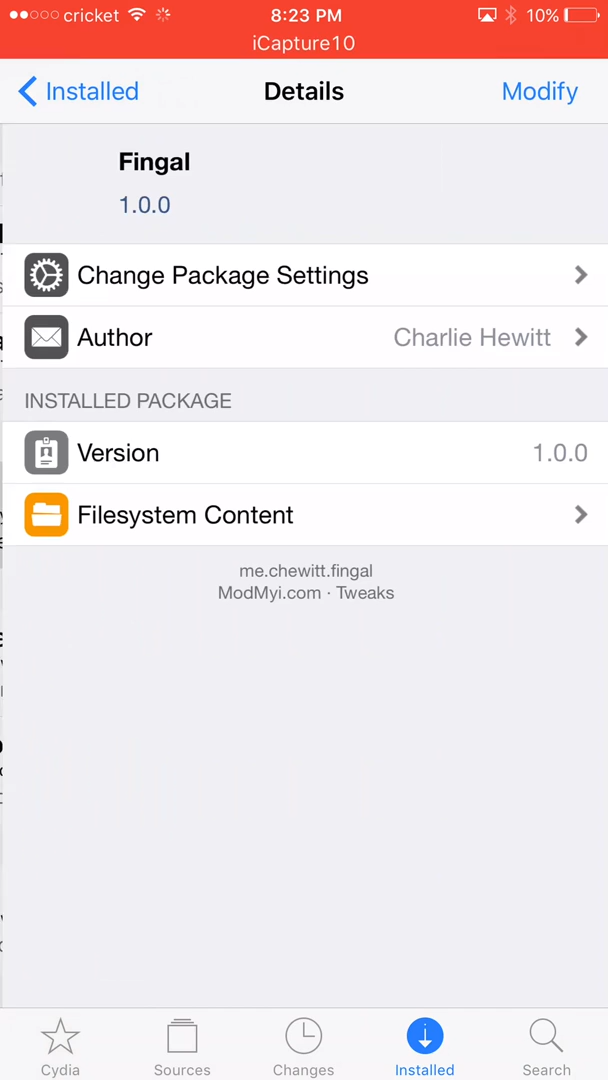 cricket 8:23 PM 10%
iCapture10
Installed Details Modify
Fingal
1.0.0
Change Package Settings
Author Charlie Hewitt
INSTALLED PACKAGE
Version 1.0.0
Filesystem Content
me.chewitt.fingal
ModMyi.com · Tweaks
Cydia Sources Changes Installed Search